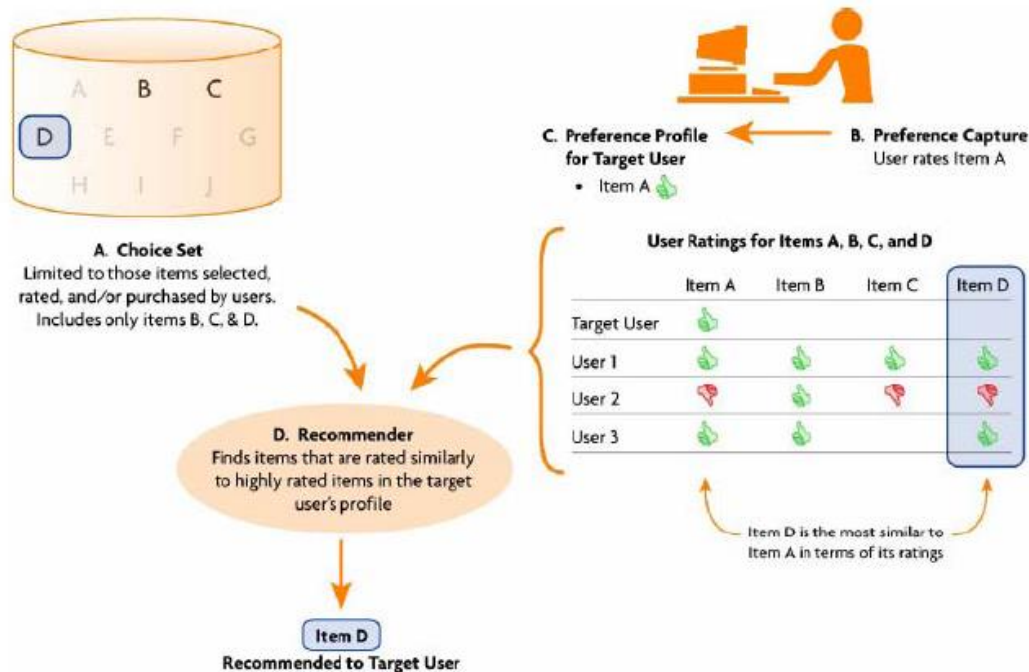 A B C
D E F G
H I J
A. Choice Set
Limited to those items selected,
rated, and/or purchased by users.
Includes only items B, C, & D.
C. Preference Profile
for Target User
• Item A
B. Preference Capture
User rates Item A
User Ratings for Items A, B, C, and D
Item A Item B Item C Item D
Target User
User 1
User 2
User 3
Item D is the most similar to
Item A in terms of its ratings
D. Recommender
Finds items that are rated similarly
to highly rated items in the target
user's profile
Item D
Recommended to Target User